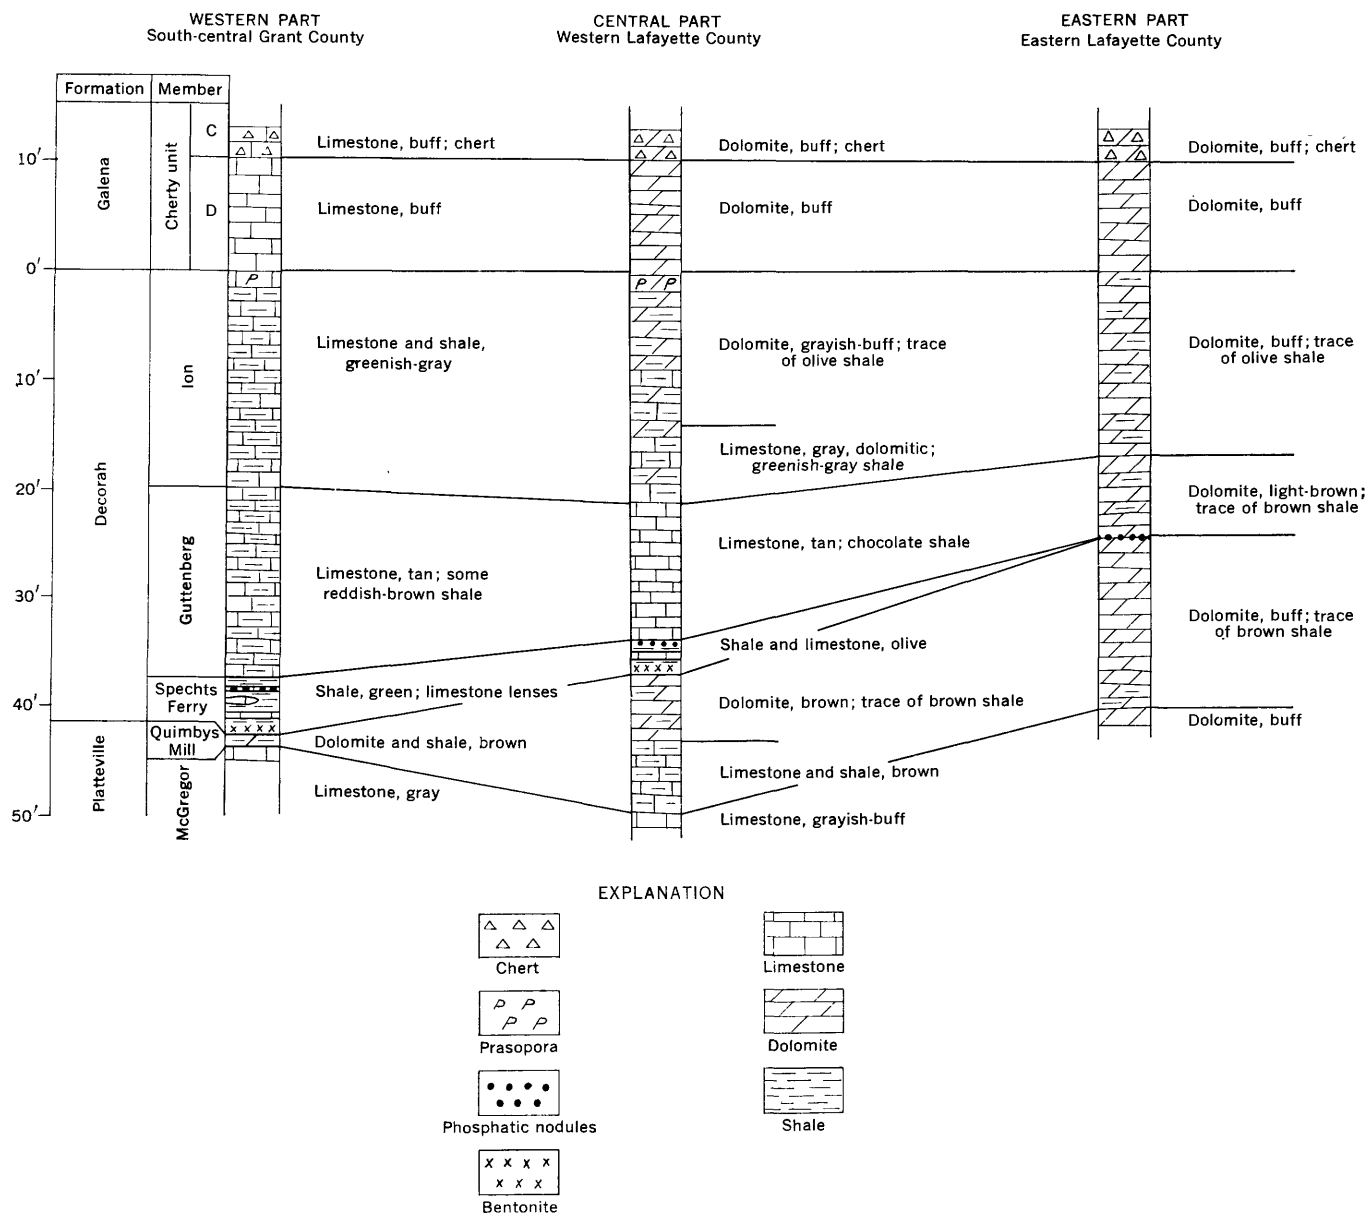 WESTERN PART
South-central Grant County
CENTRAL PART
Western Lafayette County
EASTERN PART
Eastern Lafayette County
Formation
Member
Galena
Cherty unit
C
D
Decorah
Ion
Guttenberg
Spechts
Ferry
Platteville
Quimbys
Mill
McGregor
10'
0'
10'
20'
30'
40'
50'
Limestone, buff; chert
Limestone, buff
Limestone and shale,
greenish-gray
Limestone, tan; some
reddish-brown shale
Shale, green; limestone lenses
Dolomite and shale, brown
Limestone, gray
Dolomite, buff; chert
Dolomite, buff
Dolomite, grayish-buff; trace
of olive shale
Limestone, gray, dolomitic;
greenish-gray shale
Limestone, tan; chocolate shale
Shale and limestone, olive
Dolomite, brown; trace of brown shale
Limestone and shale, brown
Limestone, grayish-buff
Dolomite, buff; chert
Dolomite, buff
Dolomite, buff; trace
of olive shale
Dolomite, light-brown;
trace of brown shale
Dolomite, buff; trace
of brown shale
Dolomite, buff
EXPLANATION
Chert
Prasopora
Phosphatic nodules
Bentonite
Limestone
Dolomite
Shale